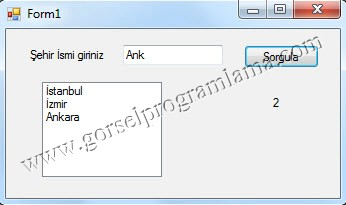 Form1
Şehir İsmi giriniz
Ank
Sorgula
İstanbul
İzmir
Ankara
2
www.gorselprogramlama.com